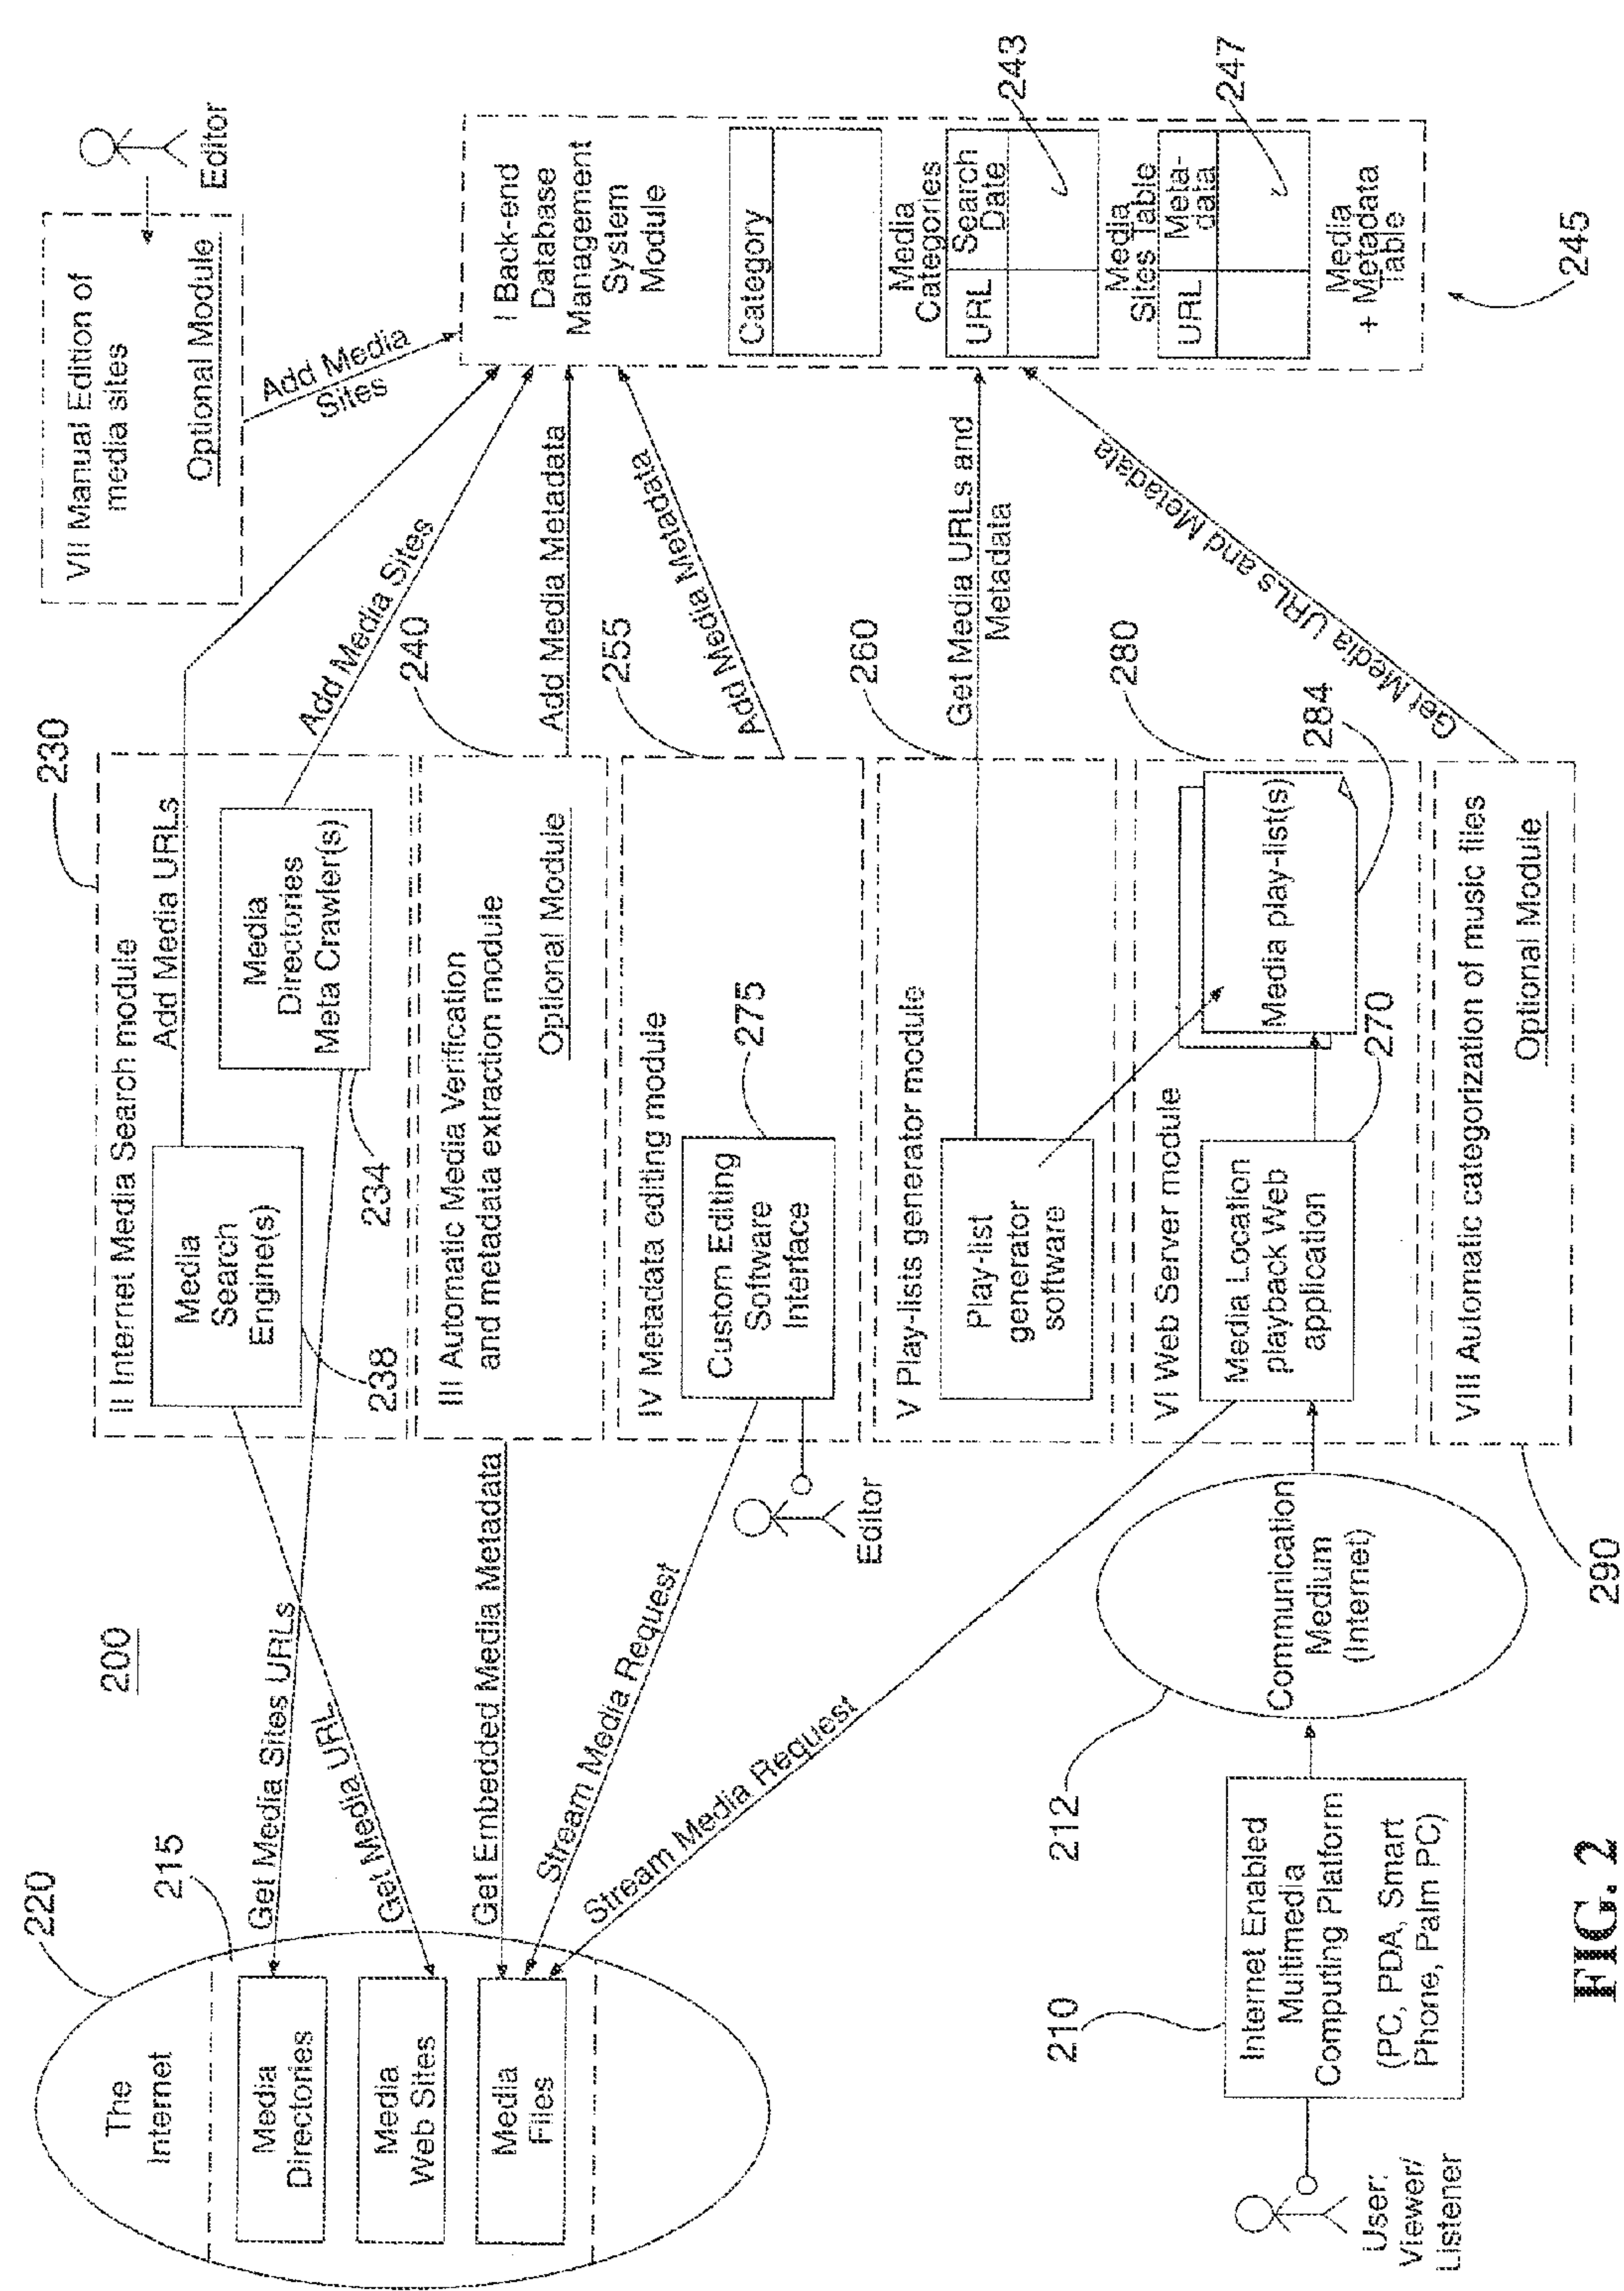 200
220
The
Internet
215
Media
Directories
Media
Web Sites
Media
Files
Get Media Sites URLs
Get Media URL
Get Embedded Media Metadata
Stream Media Request
Stream Media Request
230
II Internet Media Search module
Media
Search
Engine(s)
238
Add Media URLs
Media
Directories
Meta Crawler(s)
234
Add Media Sites
III Automatic Media Verification
and metadata extraction module
Optional Module
240
Add Media Metadata
IV Metadata editing module
Custom Editing
Software
Interface
275
255
Add Media Metadata
Editor
V Play-lists generator module
Play-list
generator
software
260
Get Media URLs and
Metadata
VI Web Server module
Media Location
playback Web
application
270
Media play-list(s)
280
284
VIII Automatic categorization of music files
Optional Module
290
Get Media URLs and Metadata
VII Manual Edition of
media sites
Optional Module
Editor
Add Media
Sites
I Back-end
Database
Management
System
Module
Category
Media
Categories
URL
Search
Date
243
Media
Sites Table
URL
Meta-
data
247
Media
+ Metadata
Table
245
Communication
Medium
(Internet)
212
210
Internet Enabled
Multimedia
Computing Platform
(PC, PDA, Smart
Phone, Palm PC)
User:
Viewer/
Listener
FIG. 2